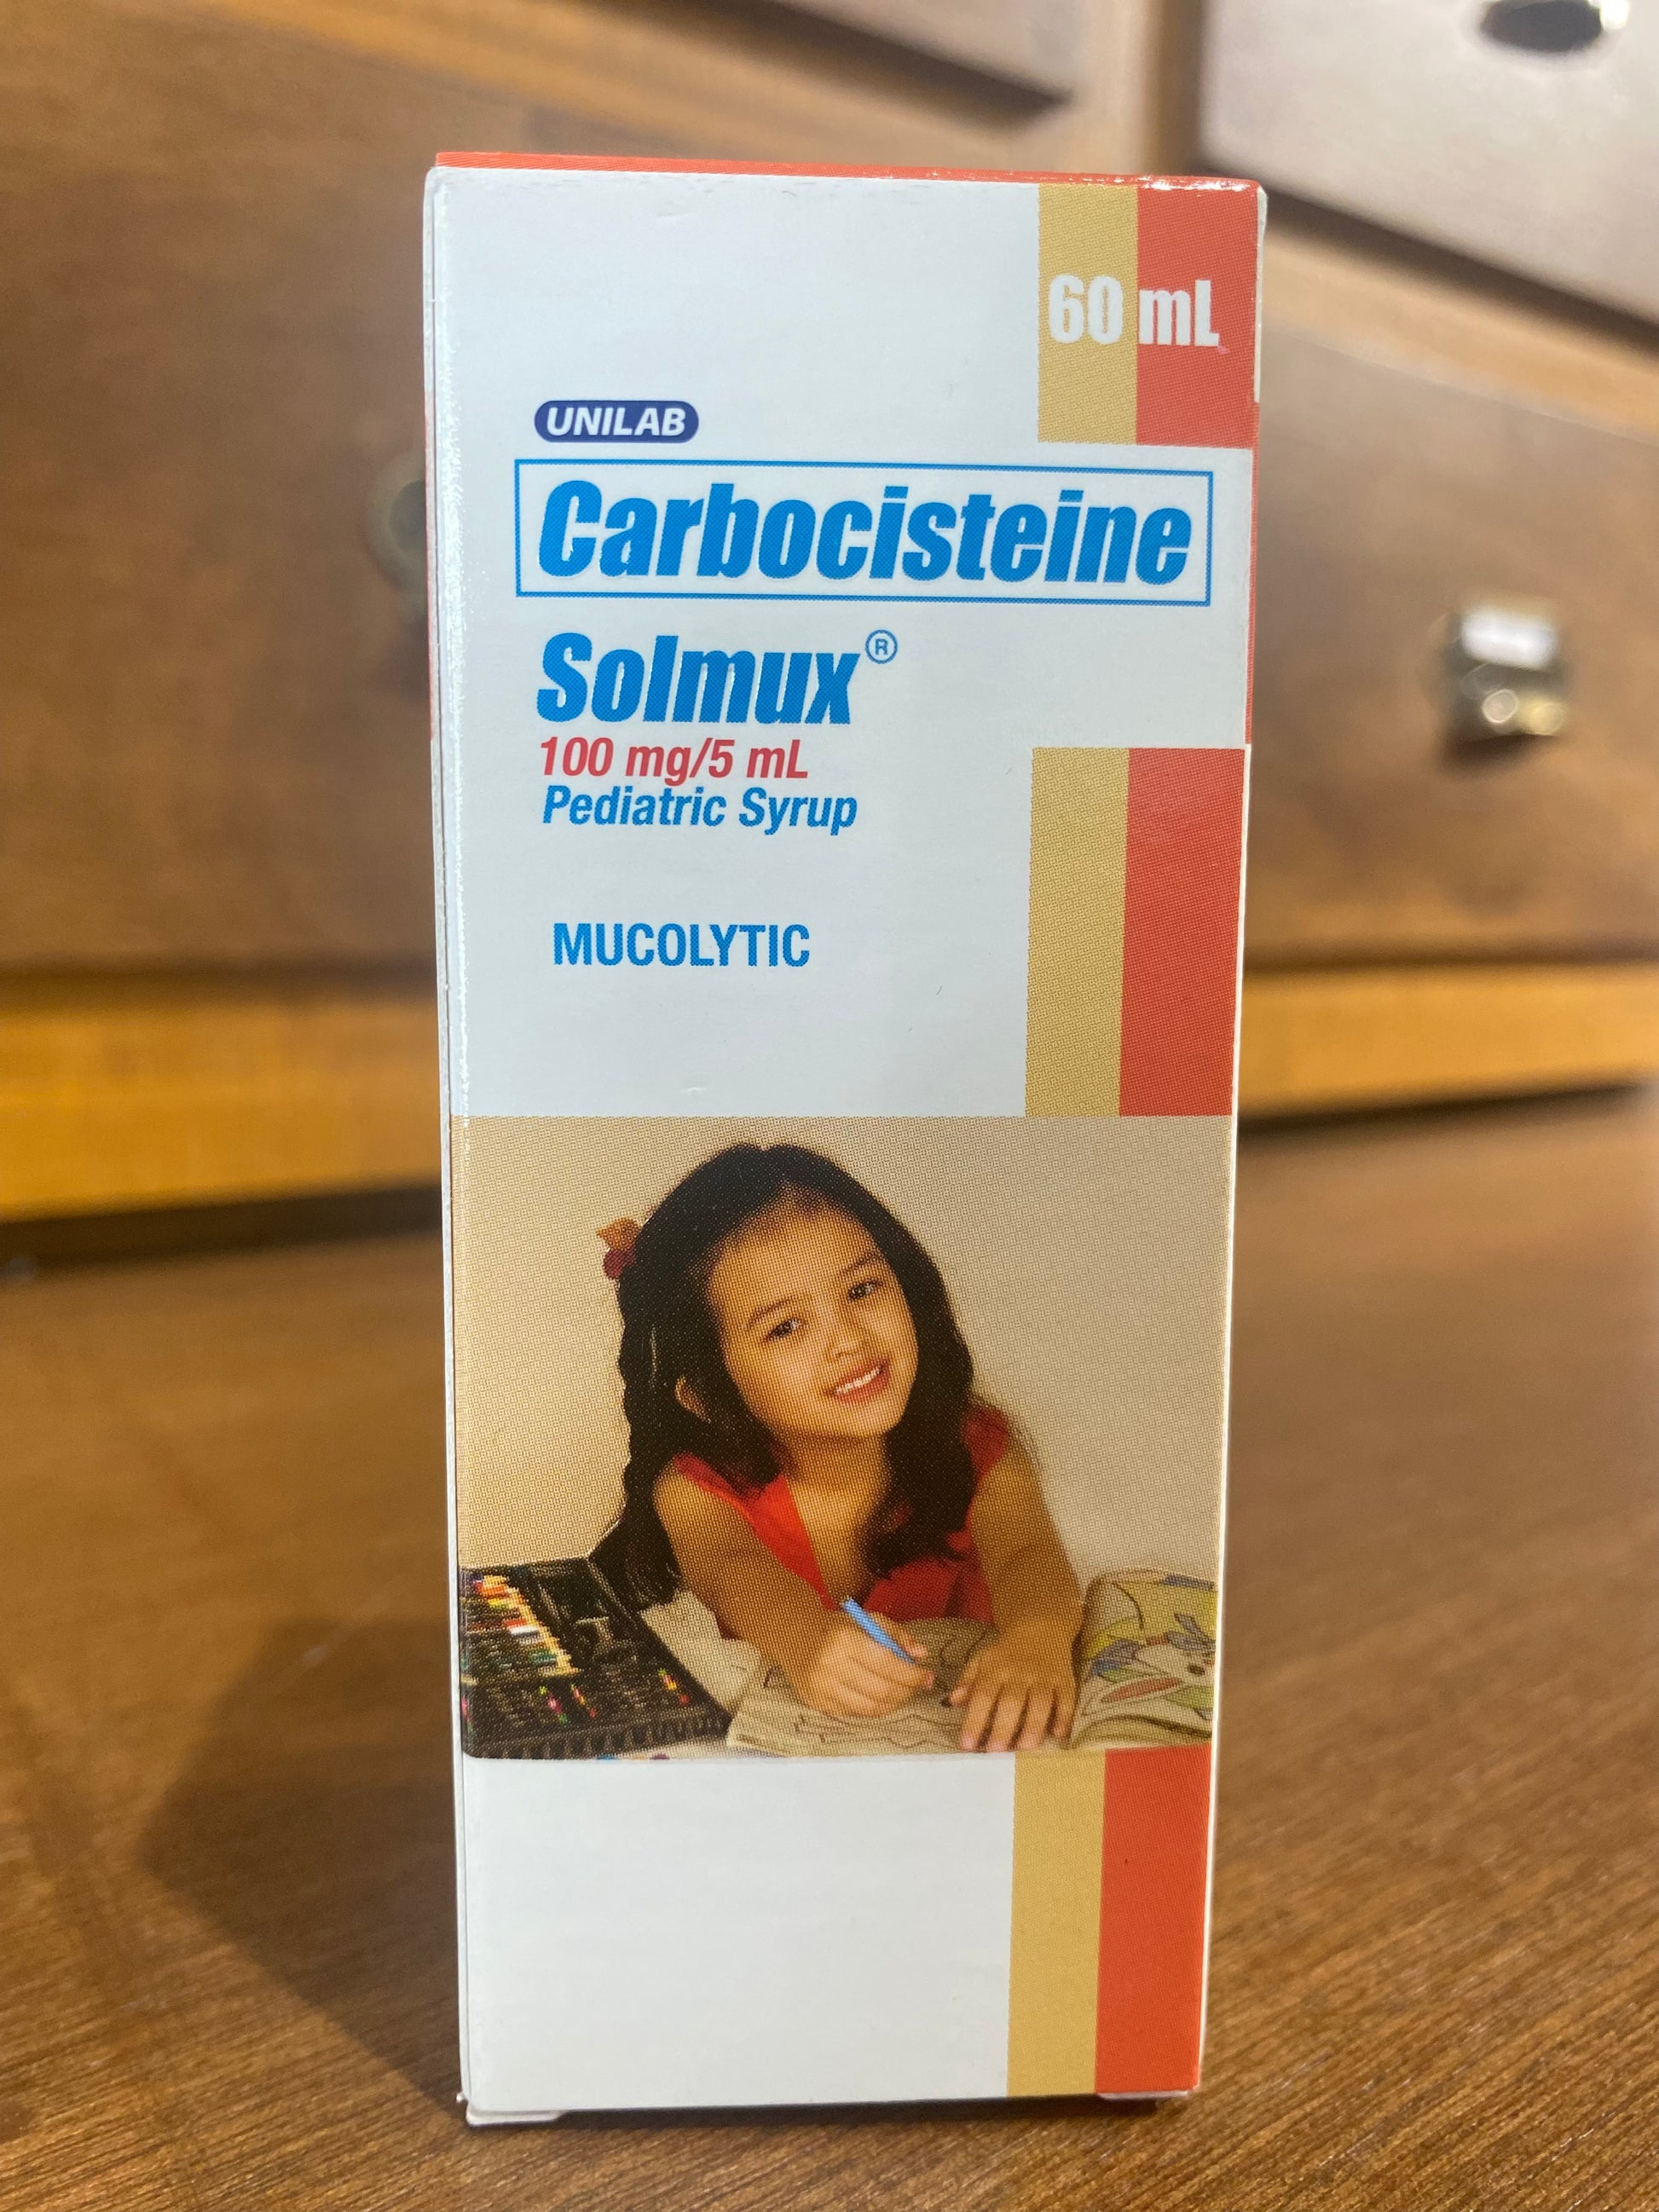 60 mL
UNILAB
Carbocisteine
Solmux®
100 mg/5 mL
Pediatric Syrup
MUCOLYTIC